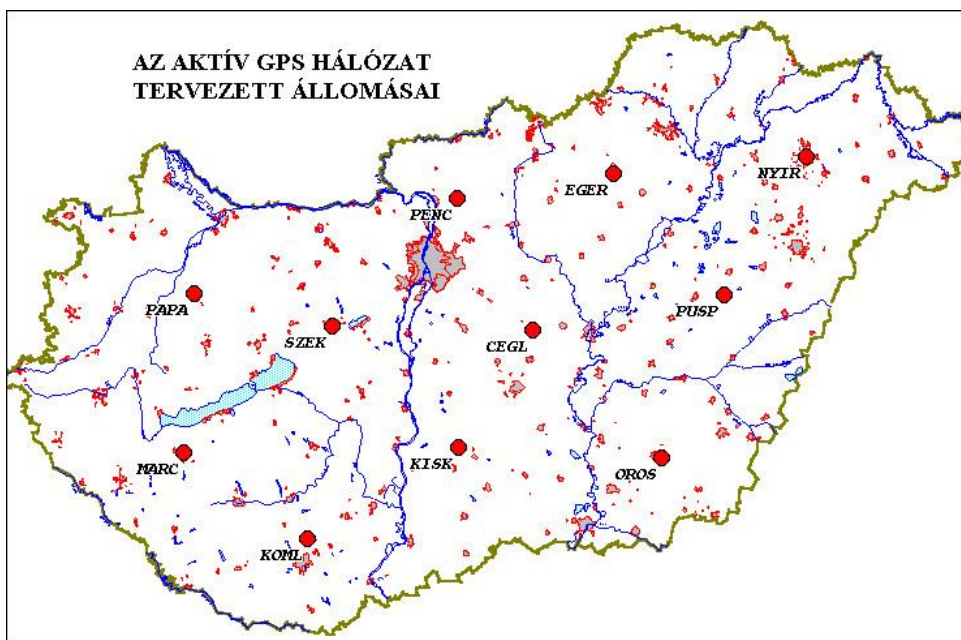 AZ AKTÍV GPS HÁLÓZAT
TERVEZETT ÁLLOMÁSAI
NYIR
EGER
PENC
PAPA
PUSP
SZEK
CEGL
MARC
KISK
OROS
KOML